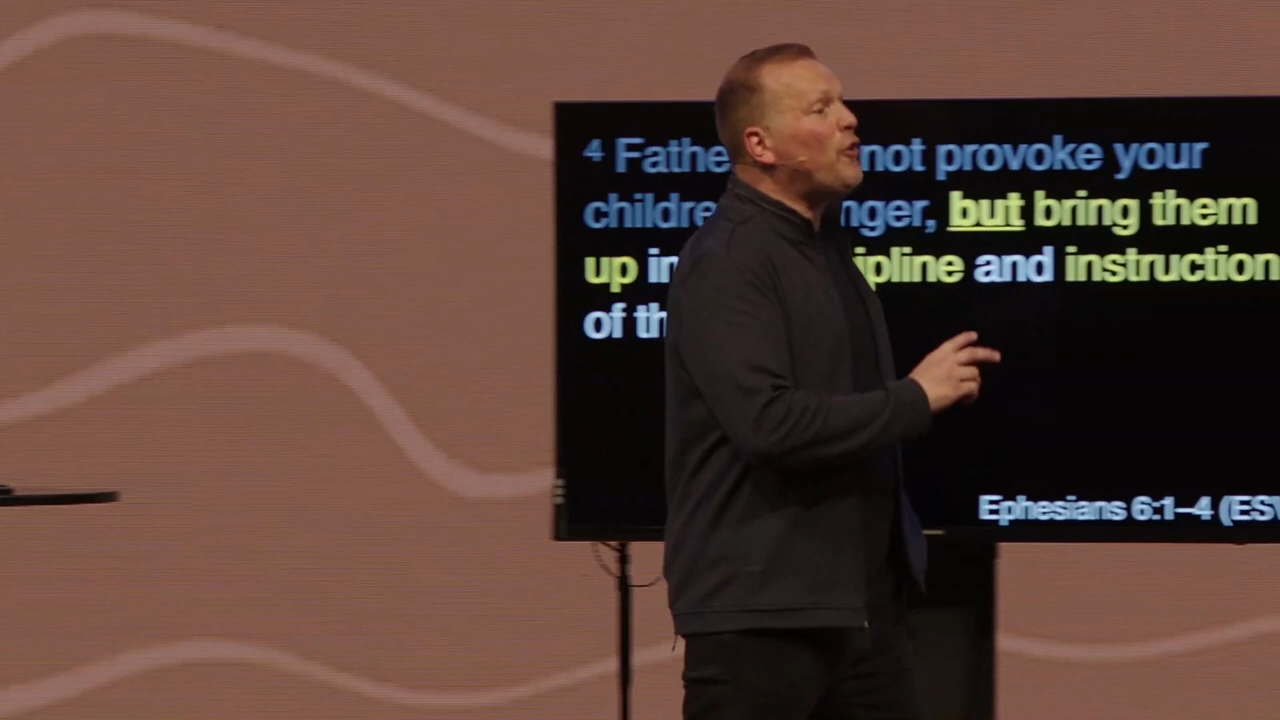 4 Fathe not provoke your
childre nger, but bring them
up in ipline and instruction
of th
Ephesians 6:1–4 (ESV